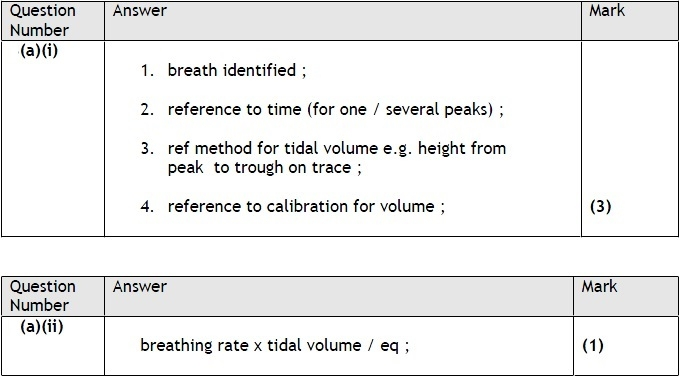 Question Number
Answer
Mark
(a)(i)
1. breath identified ;
2. reference to time (for one / several peaks) ;
3. ref method for tidal volume e.g. height from
peak to trough on trace ;
4. reference to calibration for volume ;
(3)
Question Number
Answer
Mark
(a)(ii)
breathing rate x tidal volume / eq ;
(1)